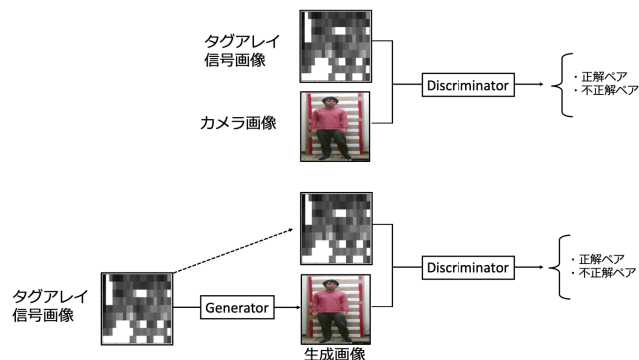 タグアレイ
信号画像
カメラ画像
Discriminator
・正解ペア
・不正解ペア
タグアレイ
信号画像
Generator
生成画像
Discriminator
・正解ペア
・不正解ペア